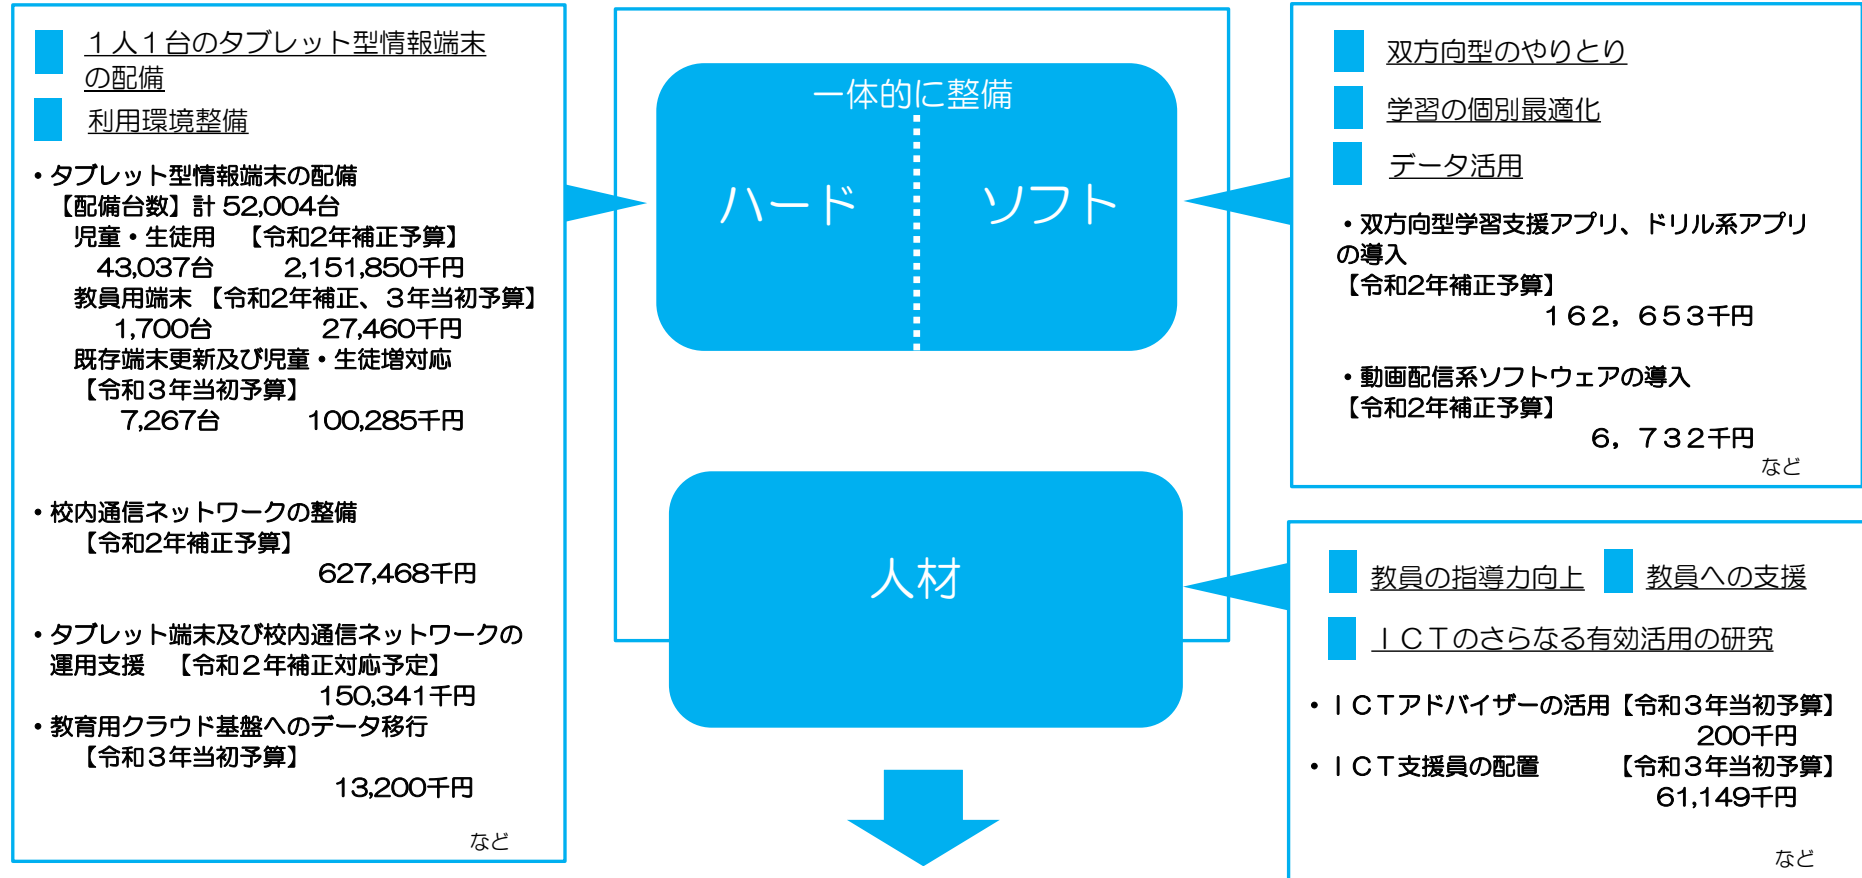 １人１台のタブレット型情報端末
の配備
利用環境整備
・タブレット型情報端末の配備
【配備台数】計 52,004台
児童・生徒用　【令和2年補正予算】
43,037台　2,151,850千円
教員用端末 【令和2年補正、３年当初予算】
1,700台　27,460千円
既存端末更新及び児童・生徒増対応
【令和３年当初予算】
7,267台　100,285千円
・校内通信ネットワークの整備
【令和2年補正予算】
627,468千円
・タブレット端末及び校内通信ネットワークの
運用支援　【令和２年補正対応予定】
150,341千円
・教育用クラウド基盤へのデータ移行
【令和３年当初予算】
13,200千円
など
一体的に整備
ハード
ソフト
人材
双方向型のやりとり
学習の個別最適化
データ活用
・双方向型学習支援アプリ、ドリル系アプリ
の導入
【令和2年補正予算】
１６２，６５３千円
・動画配信系ソフトウェアの導入
【令和2年補正予算】
６，７３２千円
など
教員の指導力向上　教員への支援
ＩＣＴのさらなる有効活用の研究
・ＩＣＴアドバイザーの活用【令和３年当初予算】
200千円
・ＩＣＴ支援員の配置　【令和３年当初予算】
61,149千円
など